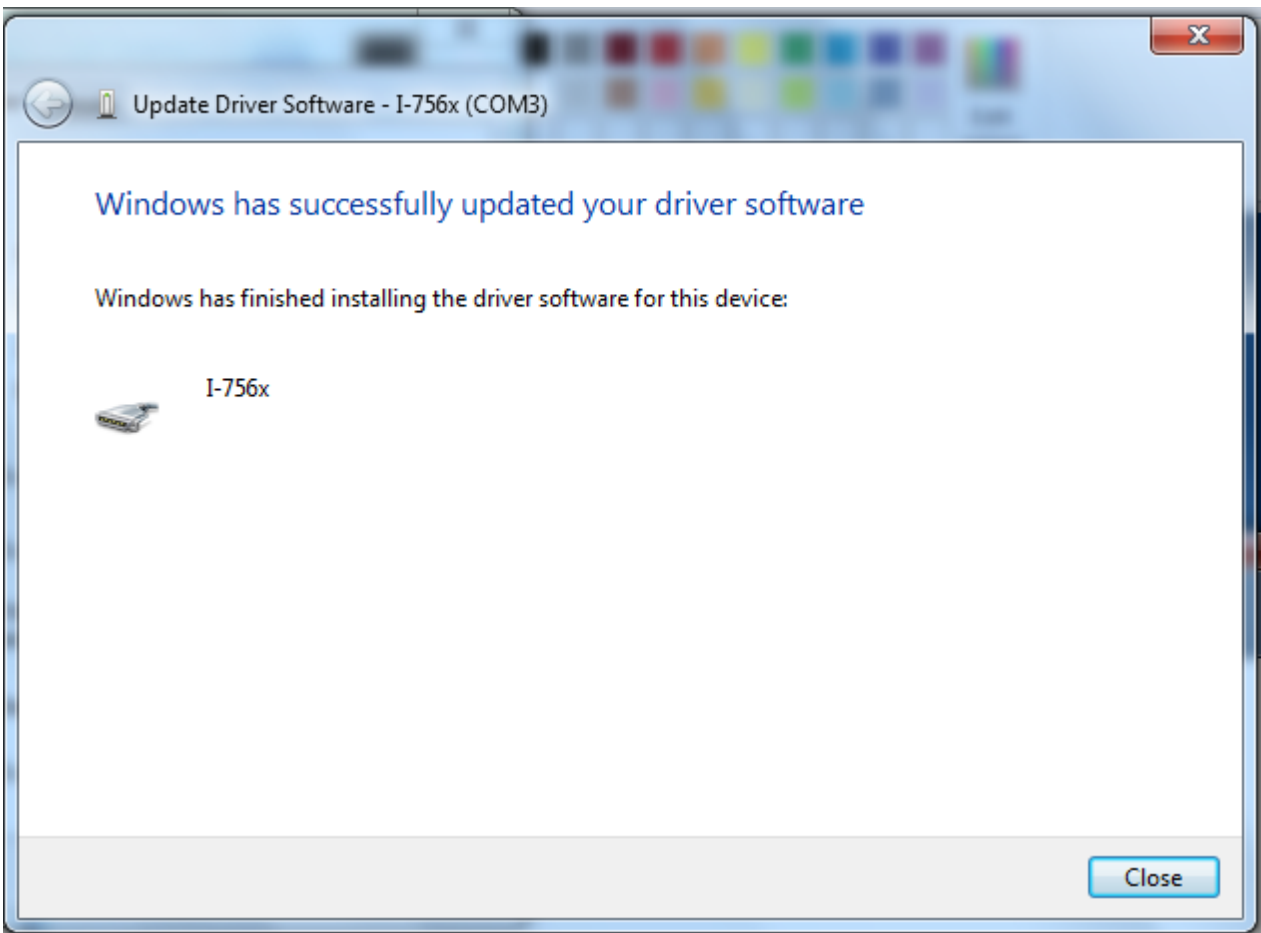 Update Driver Software - I-756x (COM3)
Windows has successfully updated your driver software
Windows has finished installing the driver software for this device:
I-756x
Close